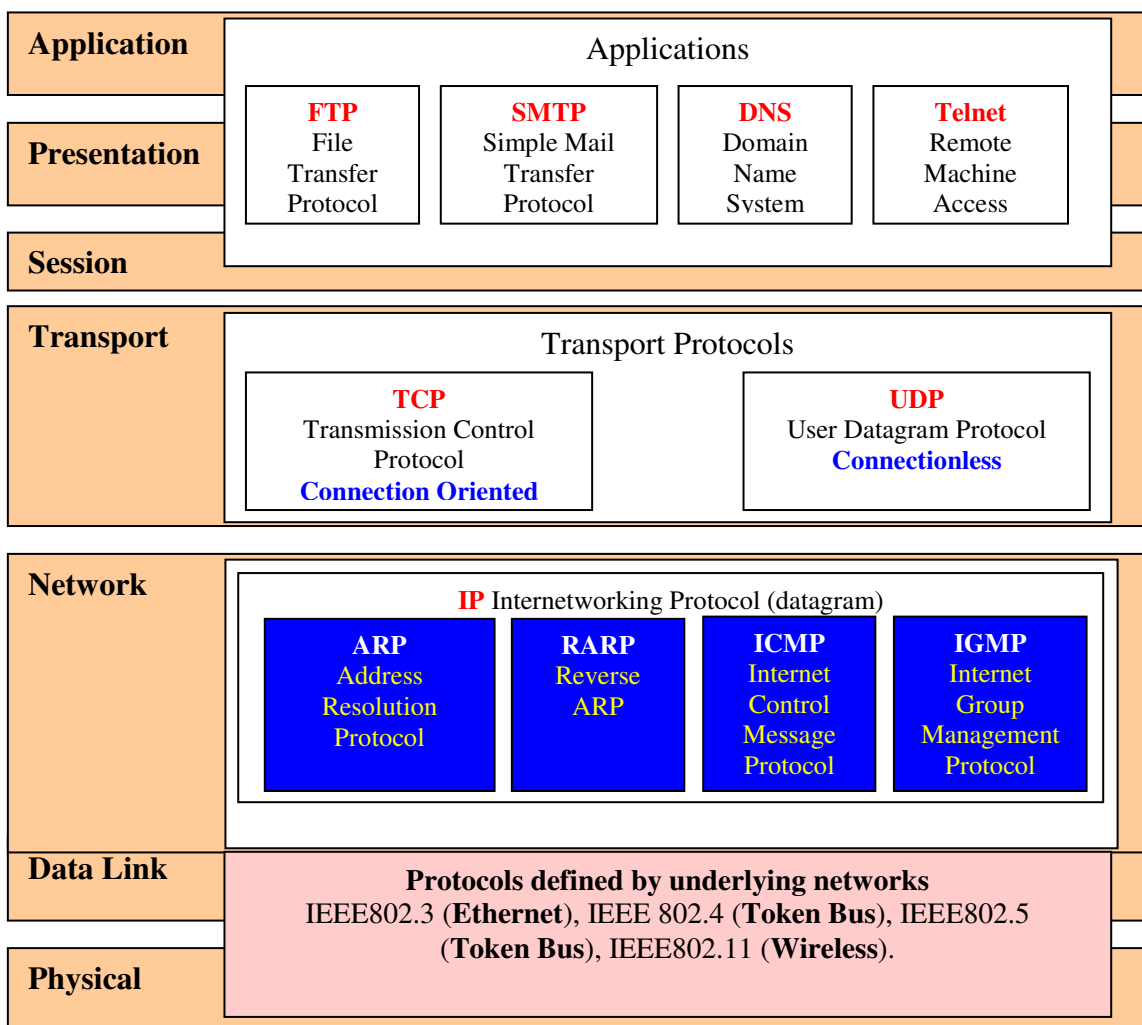 Application
Applications
FTP
File
Transfer
Protocol
SMTP
Simple Mail
Transfer
Protocol
DNS
Domain
Name
System
Telnet
Remote
Machine
Access
Presentation
Session
Transport
Transport Protocols
TCP
Transmission Control
Protocol
Connection Oriented
UDP
User Datagram Protocol
Connectionless
Network
IP Internetworking Protocol (datagram)
ARP
Address
Resolution
Protocol
RARP
Reverse
ARP
ICMP
Internet
Control
Message
Protocol
IGMP
Internet
Group
Management
Protocol
Data Link
Protocols defined by underlying networks
IEEE802.3 (Ethernet), IEEE 802.4 (Token Bus), IEEE802.5
(Token Bus), IEEE802.11 (Wireless).
Physical